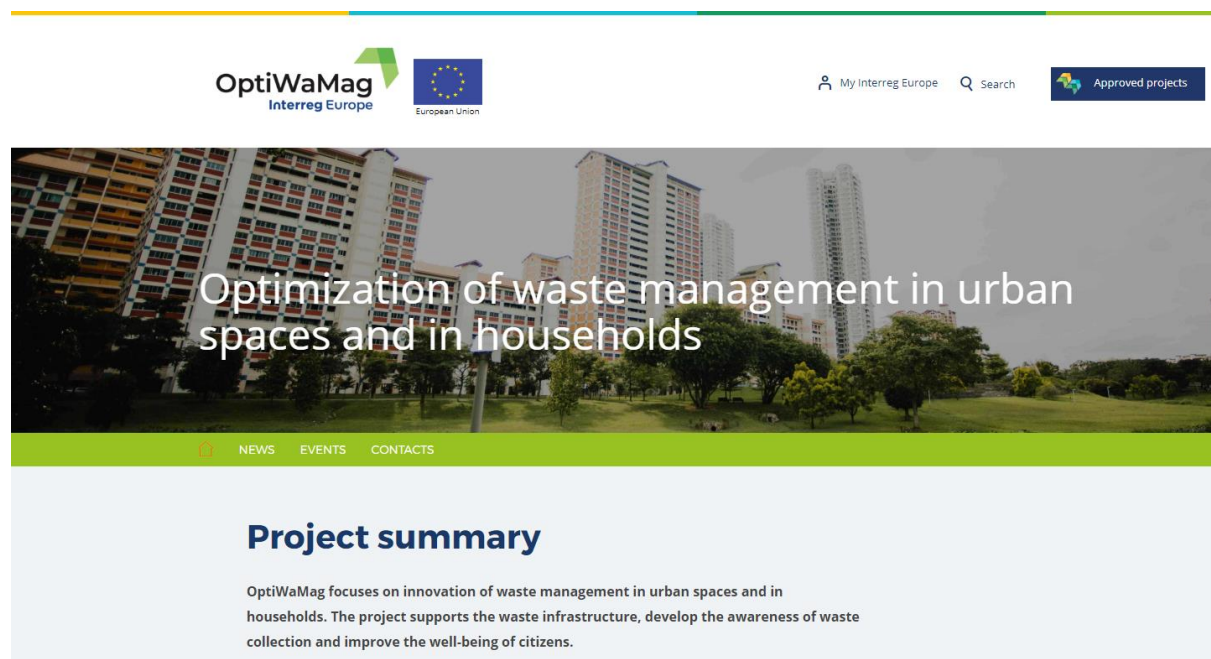 OptiWaMag
Interreg Europe
European Union
My Interreg Europe
Search
Approved projects
Optimization of waste management in urban
spaces and in households
NEWS EVENTS CONTACTS
Project summary
OptiWaMag focuses on innovation of waste management in urban spaces and in
households. The project supports the waste infrastructure, develop the awareness of waste
collection and improve the well-being of citizens.